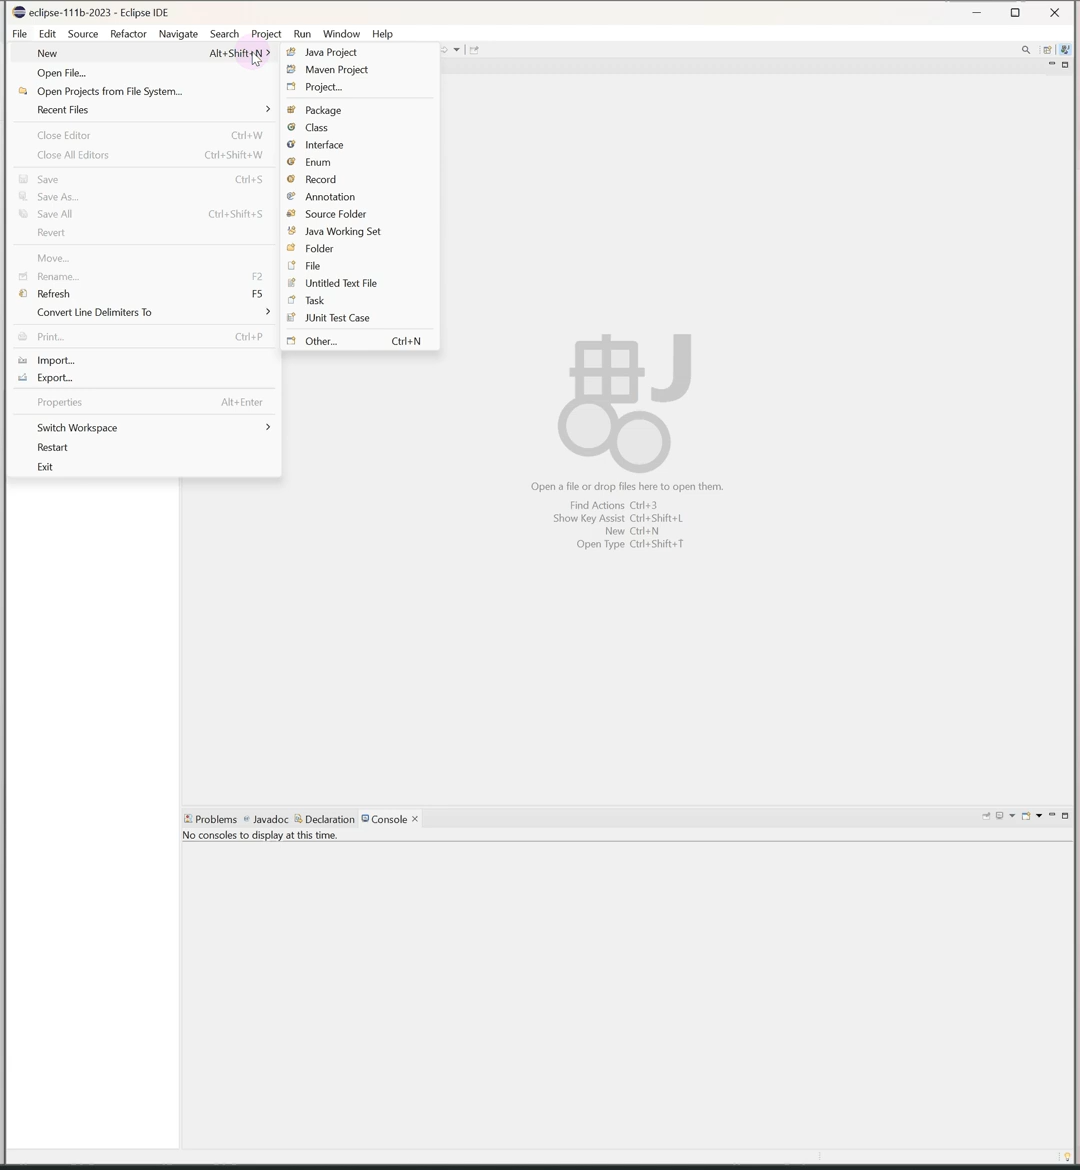 eclipse-111b-2023 - Eclipse IDE
File Edit Source Refactor Navigate Search Project Run Window Help
New Alt+Shift+N
Open File...
Open Projects from File System...
Recent Files
Close Editor Ctrl+W
Close All Editors Ctrl+Shift+W
Save Ctrl+S
Save As...
Save All Ctrl+Shift+S
Revert
Move...
Rename... F2
Refresh F5
Convert Line Delimiters To
Print... Ctrl+P
Import...
Export...
Properties Alt+Enter
Switch Workspace
Restart
Exit
Java Project
Maven Project
Project...
Package
Class
Interface
Enum
Record
Annotation
Source Folder
Java Working Set
Folder
File
Untitled Text File
Task
JUnit Test Case
Other... Ctrl+N
Open a file or drop files here to open them.
Find Actions Ctrl+3
Show Key Assist Ctrl+Shift+L
New Ctrl+N
Open Type Ctrl+Shift+T
Problems Javadoc Declaration Console
No consoles to display at this time.